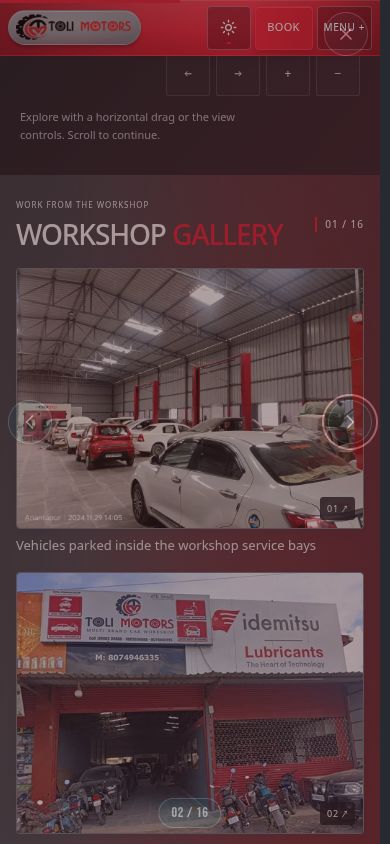 TOLI MOTORS
BOOK
MENU +
← → + −
Explore with a horizontal drag or the view
controls. Scroll to continue.
WORK FROM THE WORKSHOP
WORKSHOP GALLERY
01 / 16
Anantapur 2024.11.29 14:05
01 ↗
Vehicles parked inside the workshop service bays
TOLI MOTORS
MULTI BRAND CAR WORKSHOP
M: 8074946335
idemitsu
Lubricants
The Heart of Technology
02 / 16
02 ↗